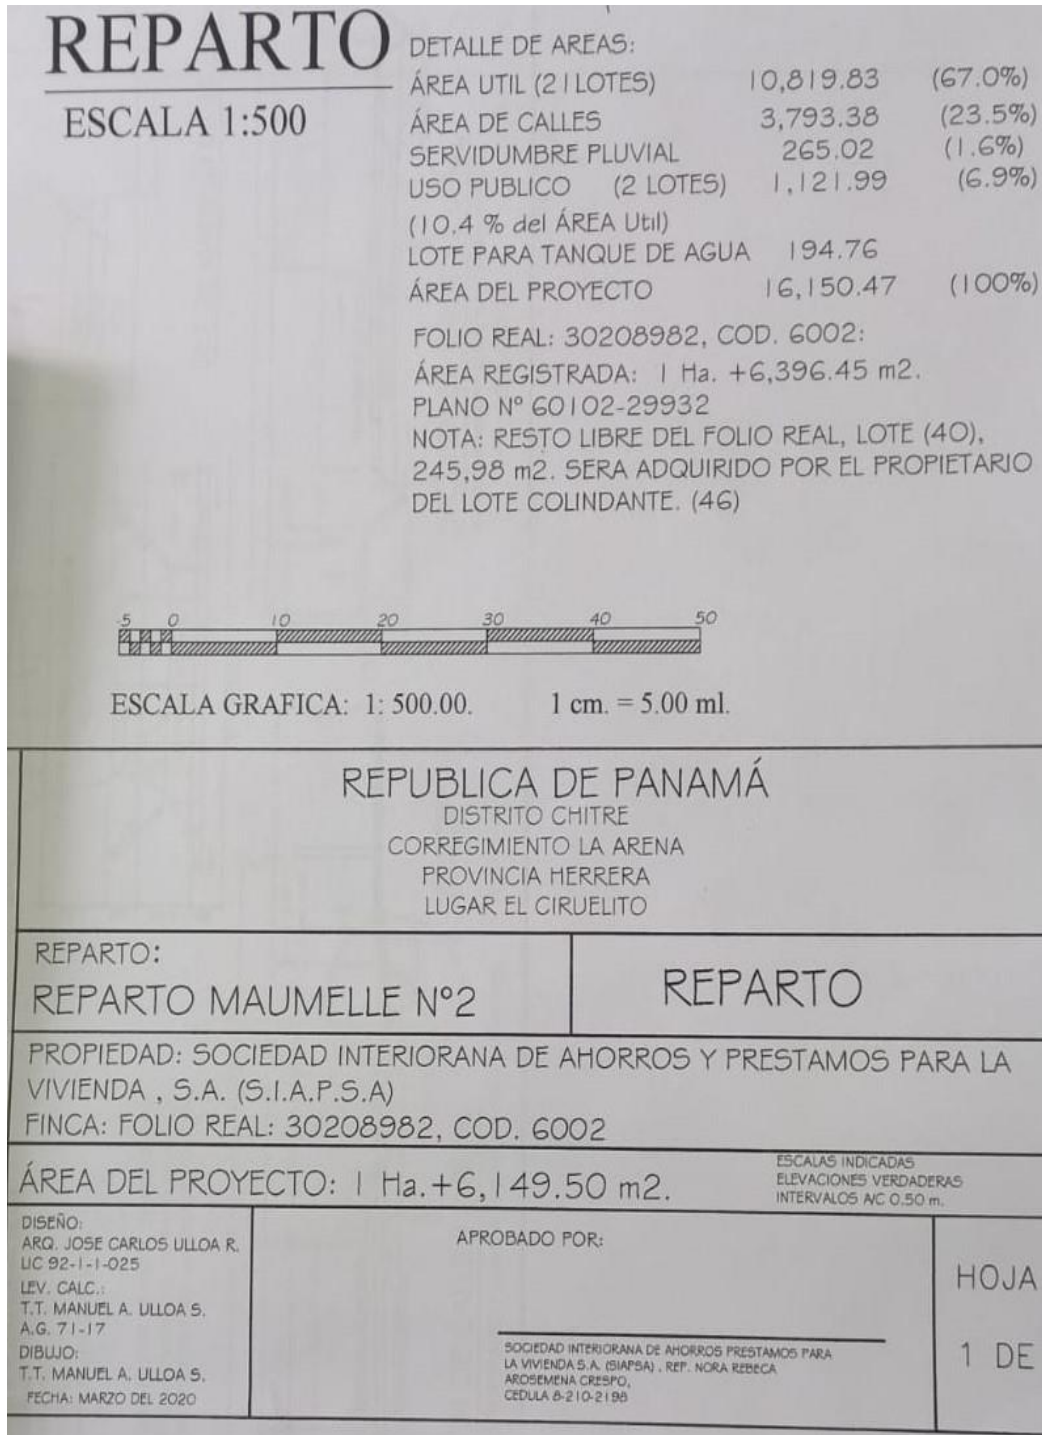 REPARTO
ESCALA 1:500
DETALLE DE AREAS:
ÁREA UTIL (21 LOTES) 10,819.83 (67.0%)
ÁREA DE CALLES 3,793.38 (23.5%)
SERVIDUMBRE PLUVIAL 265.02 (1.6%)
USO PUBLICO (2 LOTES) 1,121.99 (6.9%)
(10.4 % del ÁREA Util)
LOTE PARA TANQUE DE AGUA 194.76
ÁREA DEL PROYECTO 16,150.47 (100%)
FOLIO REAL: 30208982, COD. 6002:
ÁREA REGISTRADA: 1 Ha. +6,396.45 m2.
PLANO Nº 60102-29932
NOTA: RESTO LIBRE DEL FOLIO REAL, LOTE (40),
245,98 m2. SERA ADQUIRIDO POR EL PROPIETARIO
DEL LOTE COLINDANTE. (46)
-5 0 10 20 30 40 50
ESCALA GRAFICA: 1: 500.00. 1 cm. = 5.00 ml.
REPUBLICA DE PANAMÁ
DISTRITO CHITRE
CORREGIMIENTO LA ARENA
PROVINCIA HERRERA
LUGAR EL CIRUELITO
REPARTO:
REPARTO MAUMELLE Nº2
REPARTO
PROPIEDAD: SOCIEDAD INTERIORANA DE AHORROS Y PRESTAMOS PARA LA
VIVIENDA , S.A. (S.I.A.P.S.A)
FINCA: FOLIO REAL: 30208982, COD. 6002
ÁREA DEL PROYECTO: 1 Ha.+6,149.50 m2.
ESCALAS INDICADAS
ELEVACIONES VERDADERAS
INTERVALOS A/C 0.50 m.
DISEÑO:
ARQ. JOSE CARLOS ULLOA R.
LIC 92-1-1-025
LEV. CALC.:
T.T. MANUEL A. ULLOA S.
A.G. 71-17
DIBUJO:
T.T. MANUEL A. ULLOA S.
FECHA: MARZO DEL 2020
APROBADO POR:
SOCIEDAD INTERIORANA DE AHORROS PRESTAMOS PARA
LA VIVIENDA S.A. (SIAPSA) , REP. NORA REBECA
AROSEMENA CRESPO,
CEDULA 8-210-2198
HOJA
1 DE